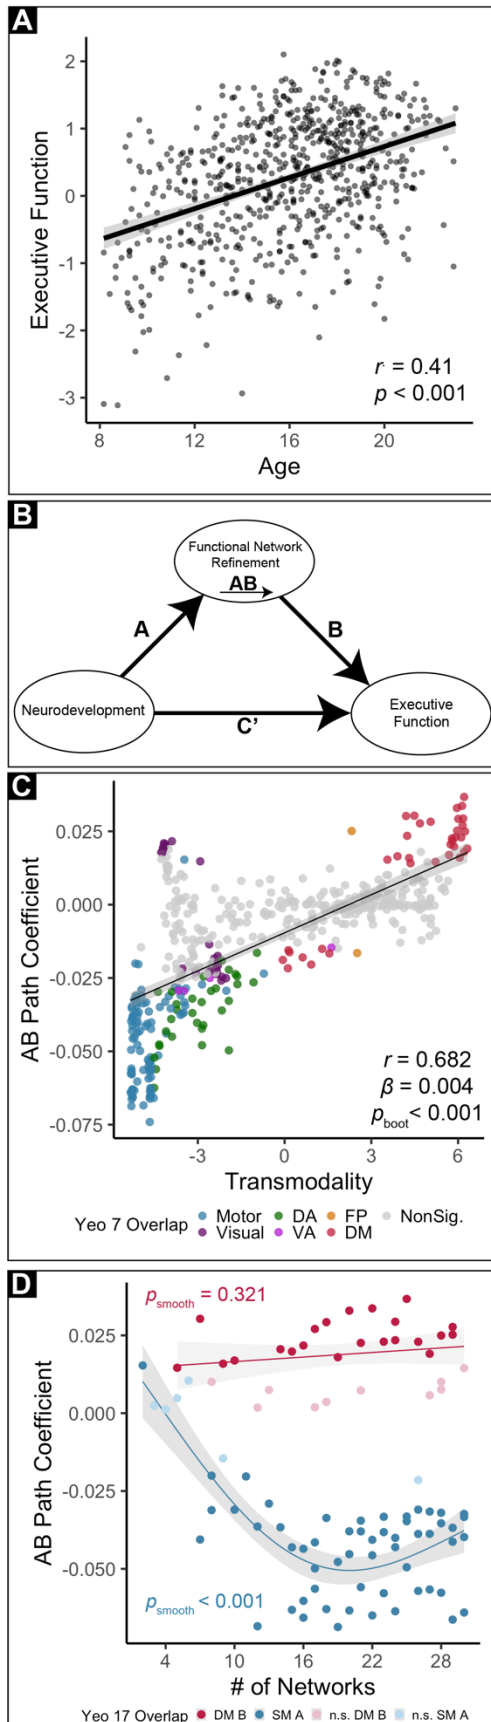 A
Executive Function
2
1
0
-1
-2
-3
r = 0.41
p < 0.001
8 12 16 20
Age
B
Functional Network
Refinement
AB
A
B
Neurodevelopment
C’
Executive
Function
C
AB Path Coefficient
0.025
0.000
-0.025
-0.050
-0.075
r = 0.682
β = 0.004
pboot < 0.001
-3 0 3 6
Transmodality
Yeo 7 Overlap
Motor DA FP NonSig.
Visual VA DM
D
psmooth = 0.321
AB Path Coefficient
0.025
0.000
-0.025
-0.050
psmooth < 0.001
4 10 16 22 28
# of Networks
Yeo 17 Overlap DM B SM A n.s. DM B n.s. SM A